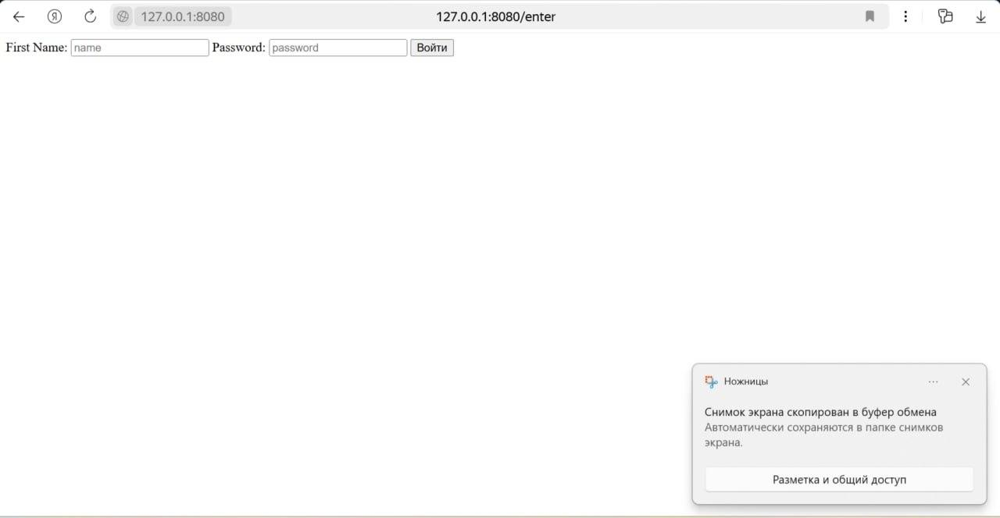 Я 127.0.0.1:8080 127.0.0.1:8080/enter
First Name: name Password: password Войти
Ножницы
Снимок экрана скопирован в буфер обмена
Автоматически сохраняются в папке снимков
экрана.
Разметка и общий доступ